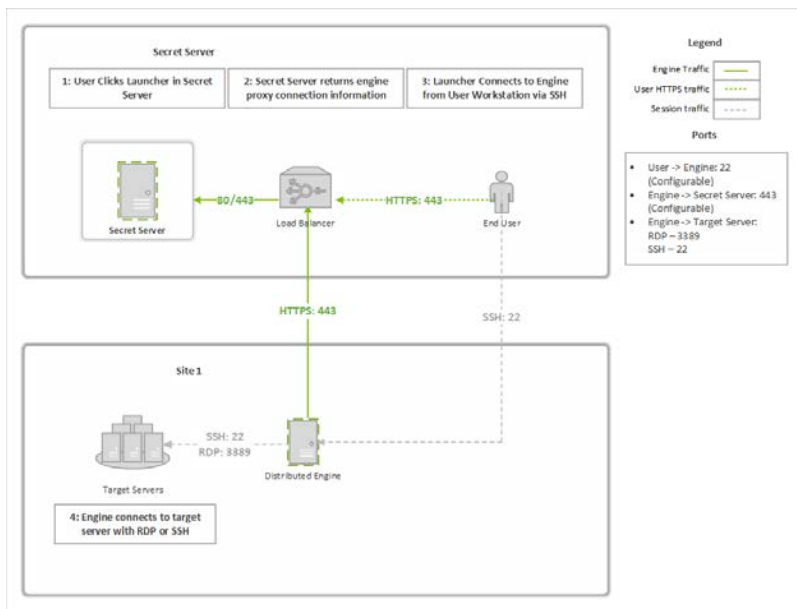 Secret Server
1: User Clicks Launcher in Secret
Server
2: Secret Server returns engine
proxy connection information
3: Launcher Connects to Engine
from User Workstation via SSH
Legend
Engine Traffic
User HTTPS traffic
Session traffic
Ports
• User -> Engine: 22
(Configurable)
• Engine -> Secret Server: 443
(Configurable)
• Engine -> Target Server:
RDP – 3389
SSH – 22
80/443
HTTPS: 443
Secret Server
Load Balancer
End User
HTTPS: 443
SSH: 22
Site 1
SSH: 22
RDP: 3389
Target Servers
Distributed Engine
4: Engine connects to target
server with RDP or SSH